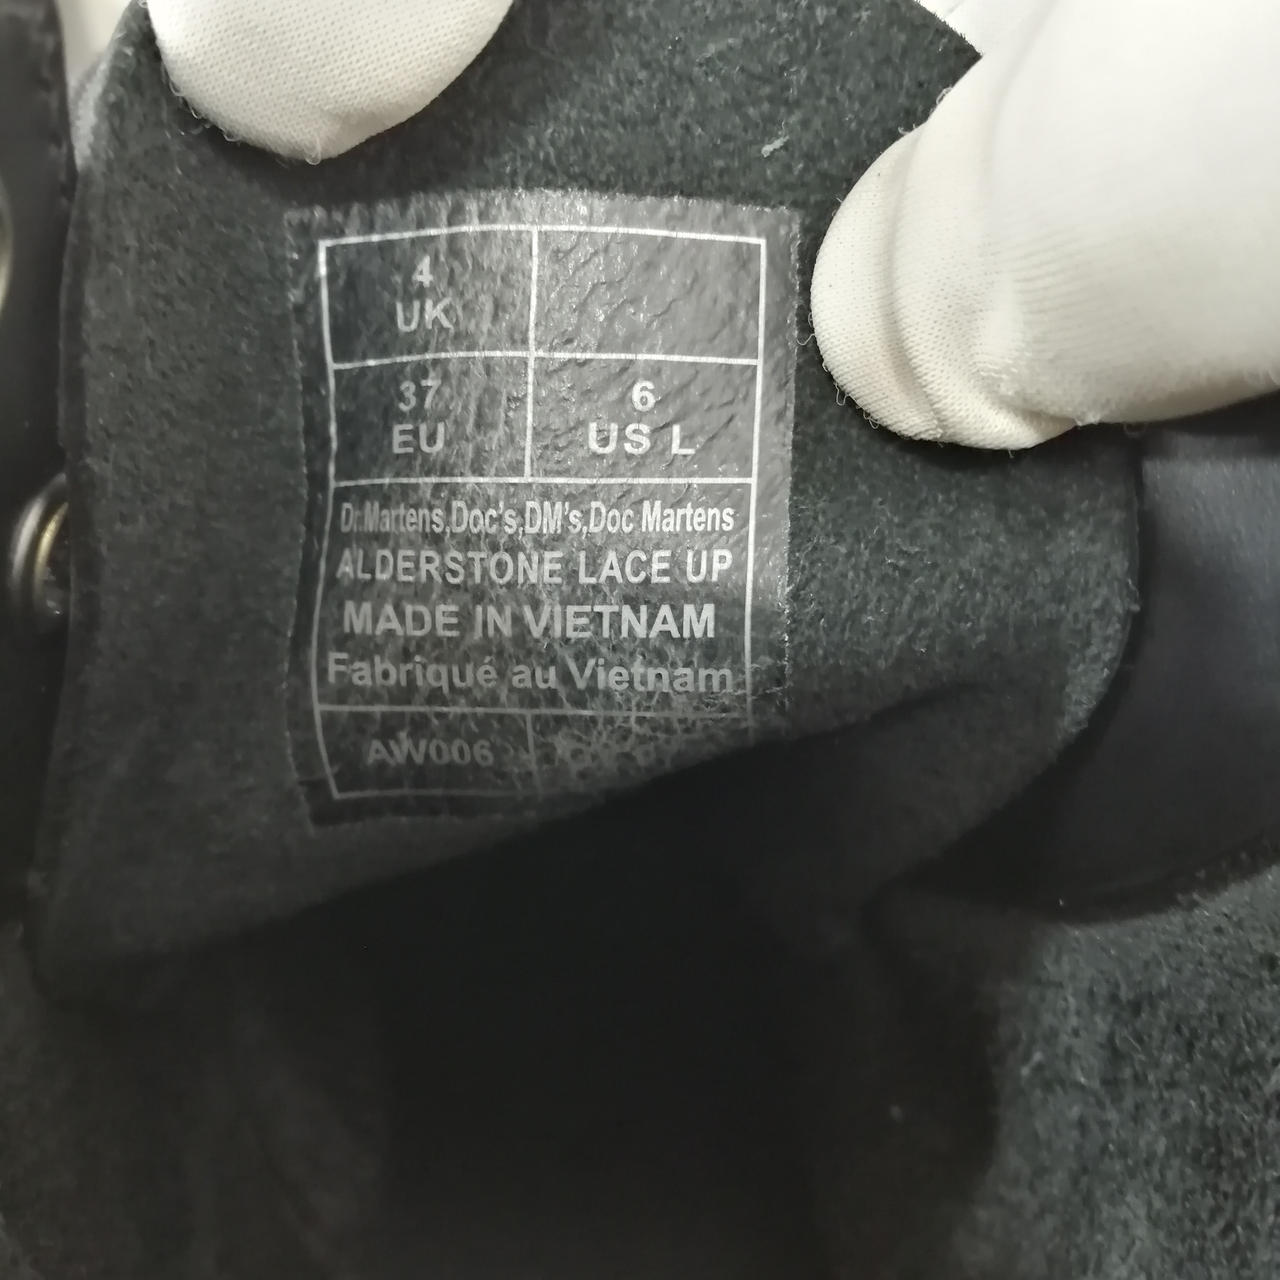 4
UK
37
EU
6
US L
Dr.Martens,Doc's,DM's,Doc Martens
ALDERSTONE LACE UP
MADE IN VIETNAM
Fabriqué au Vietnam
AW006